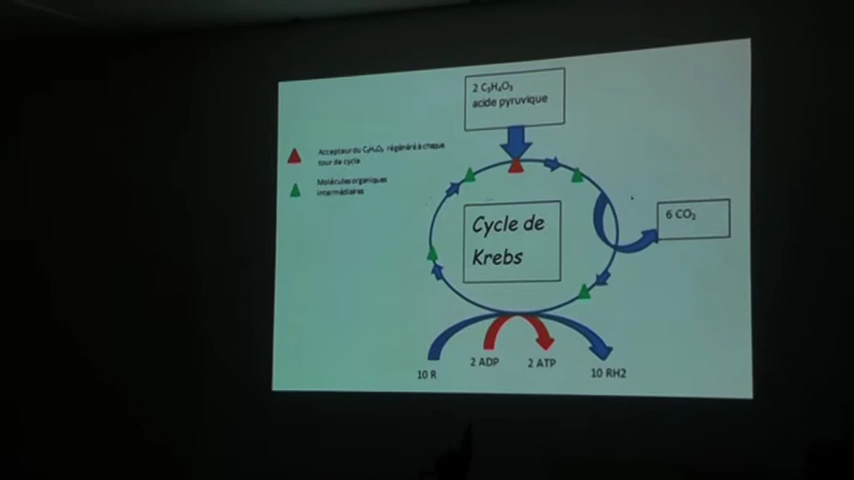 2 C₃H₄O₃
acide pyruvique
Accepteur du C₃H₄O₃ régénéré à chaque
tour de cycle
Molécules organiques
intermédiaires
Cycle de
Krebs
6 CO₂
10 R
2 ADP
2 ATP
10 RH2